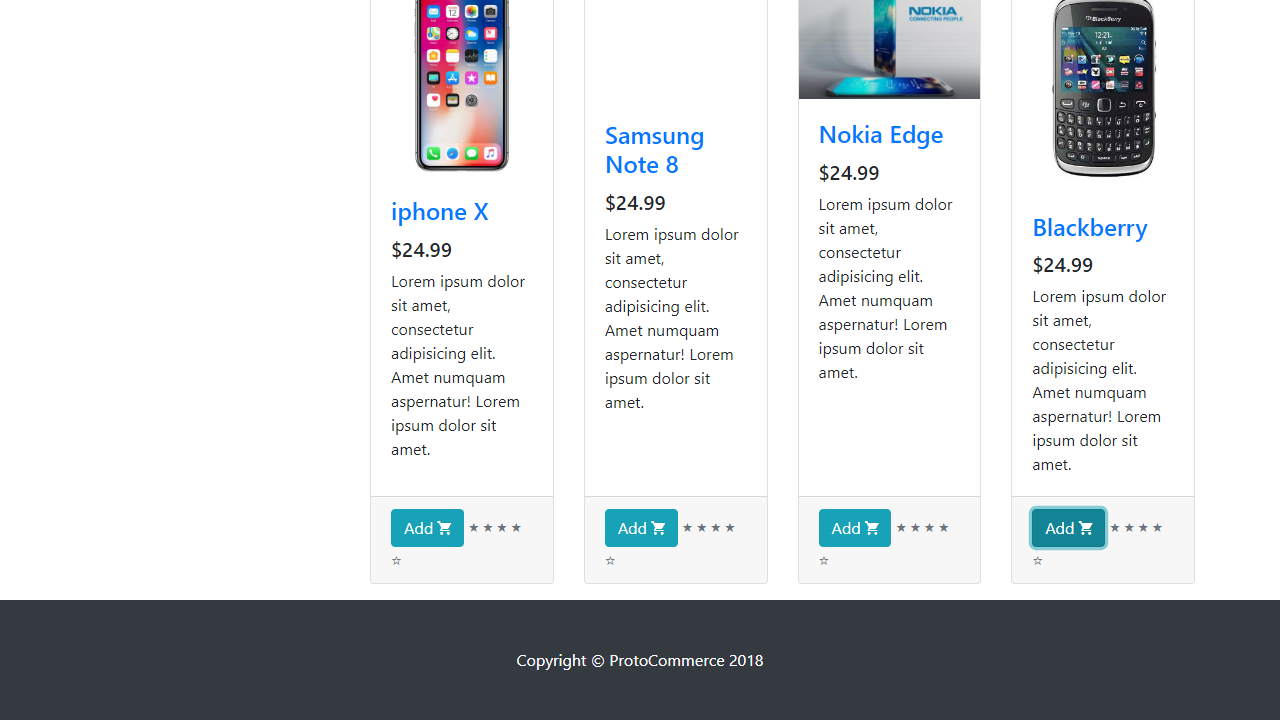 NOKIA
CONNECTING PEOPLE
BlackBerry
12:21
iphone X
$24.99
Lorem ipsum dolor
sit amet,
consectetur
adipisicing elit.
Amet numquam
aspernatur! Lorem
ipsum dolor sit
amet.
Add ★ ★ ★ ★
☆
Samsung
Note 8
$24.99
Lorem ipsum dolor
sit amet,
consectetur
adipisicing elit.
Amet numquam
aspernatur! Lorem
ipsum dolor sit
amet.
Add ★ ★ ★ ★
☆
Nokia Edge
$24.99
Lorem ipsum dolor
sit amet,
consectetur
adipisicing elit.
Amet numquam
aspernatur! Lorem
ipsum dolor sit
amet.
Add ★ ★ ★ ★
☆
Blackberry
$24.99
Lorem ipsum dolor
sit amet,
consectetur
adipisicing elit.
Amet numquam
aspernatur! Lorem
ipsum dolor sit
amet.
Add ★ ★ ★ ★
☆
Copyright © ProtoCommerce 2018